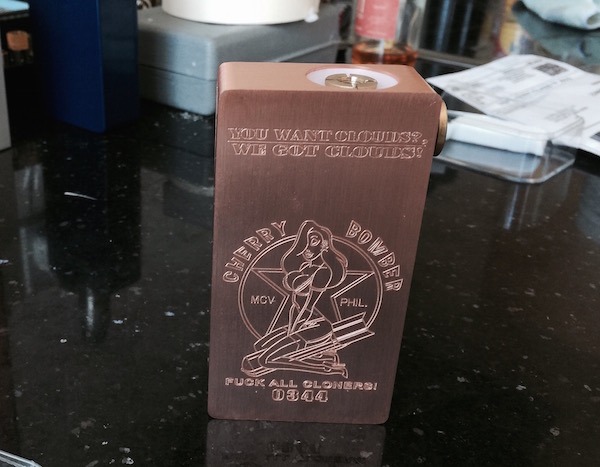 YOU WANT CLOUDS?,
WE GOT CLOUDS!
CHERRY BOMBER
MCV PHIL.
FUCK ALL CLONERS!
0344